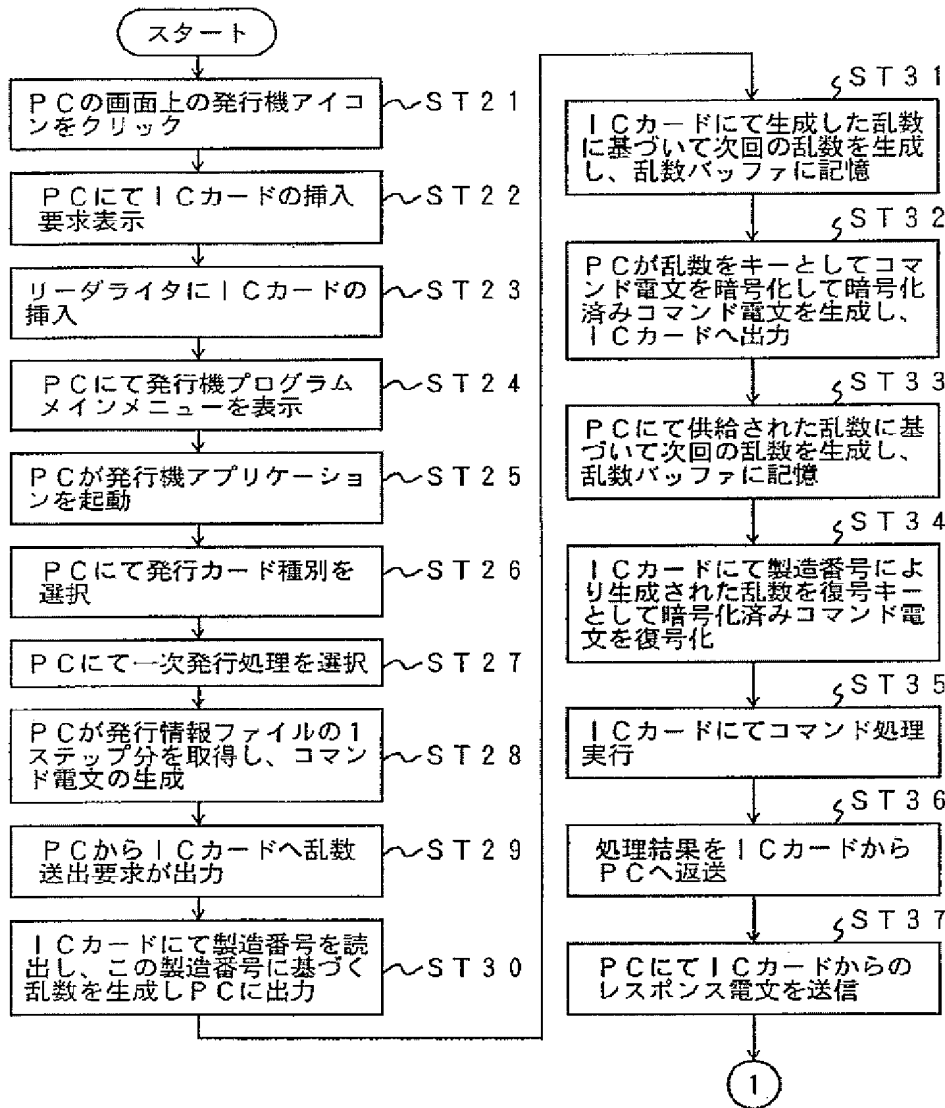 スタート
PCの画面上の発行機アイコ
ンをクリック
ST21
PCにてICカードの挿入
要求表示
ST22
リーダライタにICカードの
挿入
ST23
PCにて発行機プログラム
メインメニューを表示
ST24
PCが発行機アプリケーショ
ンを起動
ST25
PCにて発行カード種別を
選択
ST26
PCにて一次発行処理を選択
ST27
PCが発行情報ファイルの1
ステップ分を取得し、コマン
ド電文の生成
ST28
PCからICカードへ乱数
送出要求が出力
ST29
ICカードにて製造番号を読
出し、この製造番号に基づく
乱数を生成しPCに出力
ST30
ST31
ICカードにて生成した乱数
に基づいて次回の乱数を生成
し、乱数バッファに記憶
ST32
PCが乱数をキーとしてコマ
ンド電文を暗号化して暗号化
済みコマンド電文を生成し、
ICカードへ出力
ST33
PCにて供給された乱数に基
づいて次回の乱数を生成し、
乱数バッファに記憶
ST34
ICカードにて製造番号によ
り生成された乱数を復号キー
として暗号化済みコマンド電
文を復号化
ST35
ICカードにてコマンド処理
実行
ST36
処理結果をICカードから
PCへ返送
ST37
PCにてICカードからの
レスポンス電文を送信
1